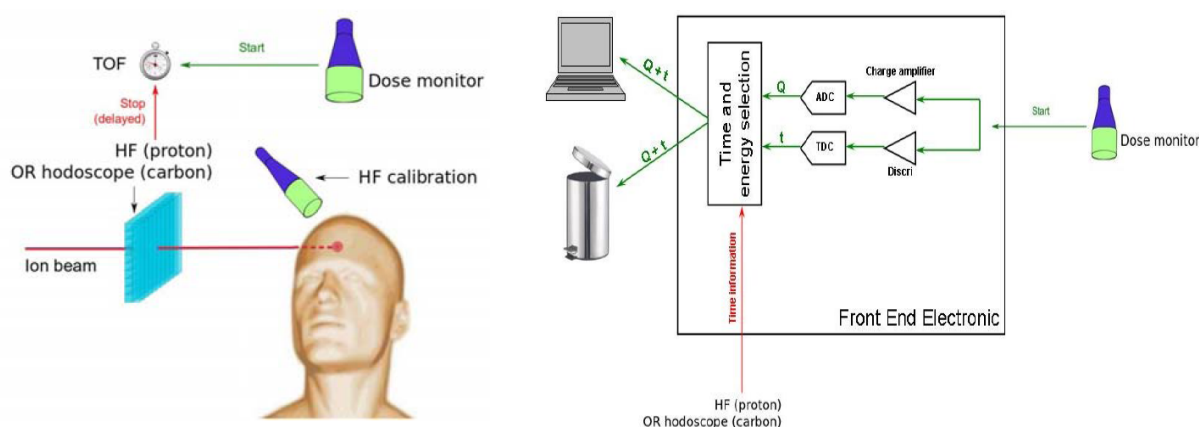 Start
TOF
Dose monitor
Stop
(delayed)
HF (proton)
OR hodoscope (carbon)
HF calibration
Ion beam
Q+t
Q+t
Time and
energy selection
Q
t
ADC
TDC
Charge amplifier
Discri
Start
Dose monitor
Time information
Front End Electronic
HF (proton)
OR hodoscope (carbon)